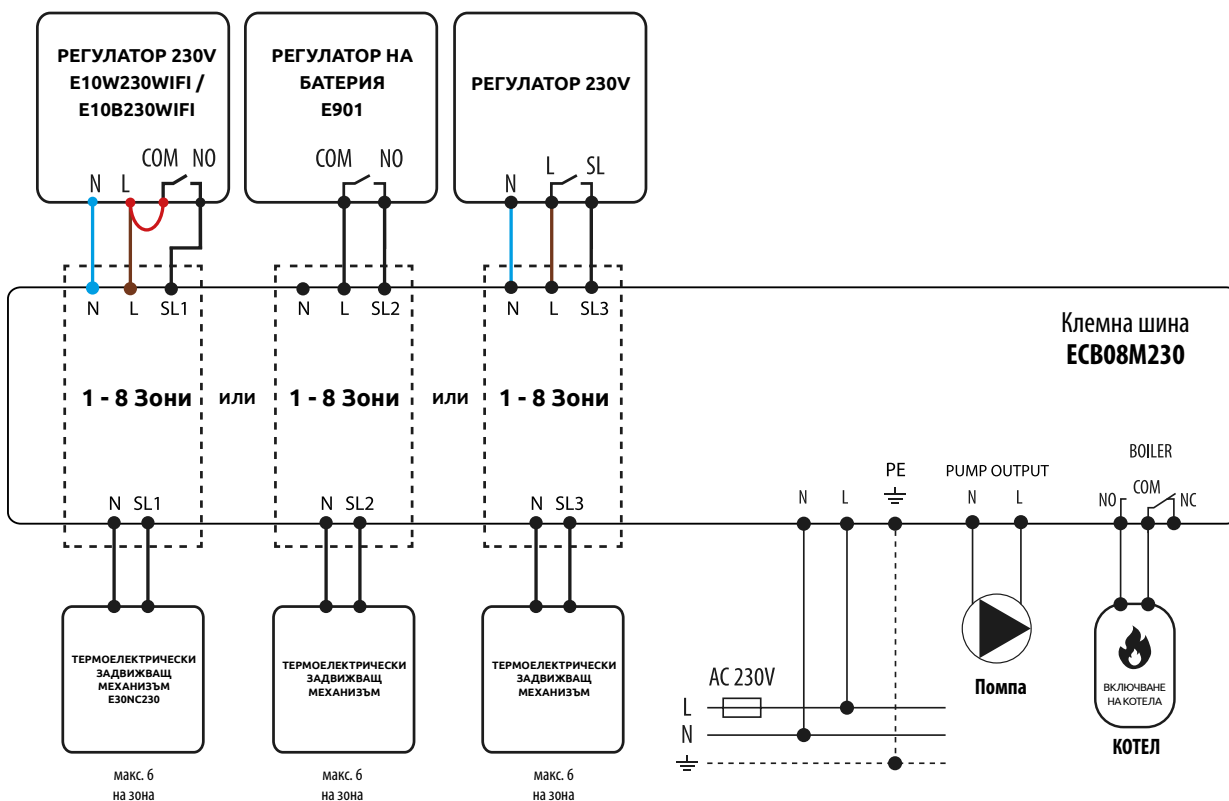 РЕГУЛАТОР 230V
E10W230WIFI /
E10B230WIFI
COM NO
N L
РЕГУЛАТОР НА
БАТЕРИЯ
E901
COM NO
РЕГУЛАТОР 230V
L SL
N
N L SL1
N L SL2
N L SL3
Клемна шина
ECB08M230
1 - 8 Зони
или
1 - 8 Зони
или
1 - 8 Зони
N SL1
N SL2
N SL3
N L
PE
PUMP OUTPUT
N L
BOILER
COM
NO NC
ТЕРМОЕЛЕКТРИЧЕСКИ
ЗАДВИЖВАЩ
МЕХАНИЗЪМ
E30NC230
макс. 6
на зона
ТЕРМОЕЛЕКТРИЧЕСКИ
ЗАДВИЖВАЩ
МЕХАНИЗЪМ
макс. 6
на зона
ТЕРМОЕЛЕКТРИЧЕСКИ
ЗАДВИЖВАЩ
МЕХАНИЗЪМ
макс. 6
на зона
AC 230V
L
N
Помпа
ВКЛЮЧВАНЕ
НА КОТЕЛА
КОТЕЛ